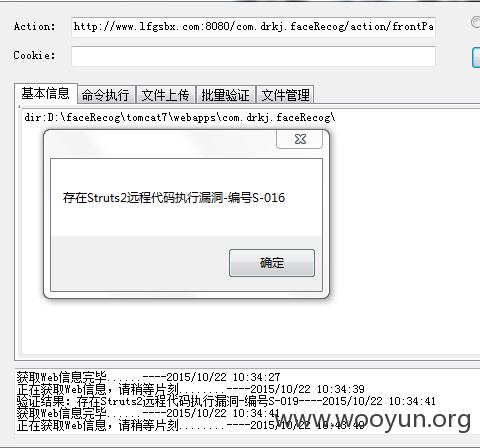 Action:
http://www.lfgsbx.com:8080/com.drkj.faceRecog/action/frontPa
Cookie:
基本信息 命令执行 文件上传 批量验证 文件管理
dir:D:\faceRecog\tomcat7\webapps\com.drkj.faceRecog\
存在Struts2远程代码执行漏洞-编号S-016
确定
获取Web信息完毕......----2015/10/22 10:34:27
正在获取Web信息,请稍等片刻........----2015/10/22 10:34:39
验证结果: 存在Struts2远程代码执行漏洞-编号S-019----2015/10/22 10:34:41
获取Web信息完毕......----2015/10/22 10:34:41
正在获取Web信息,请稍等片刻........----2015/10/22
www.wooyun.org